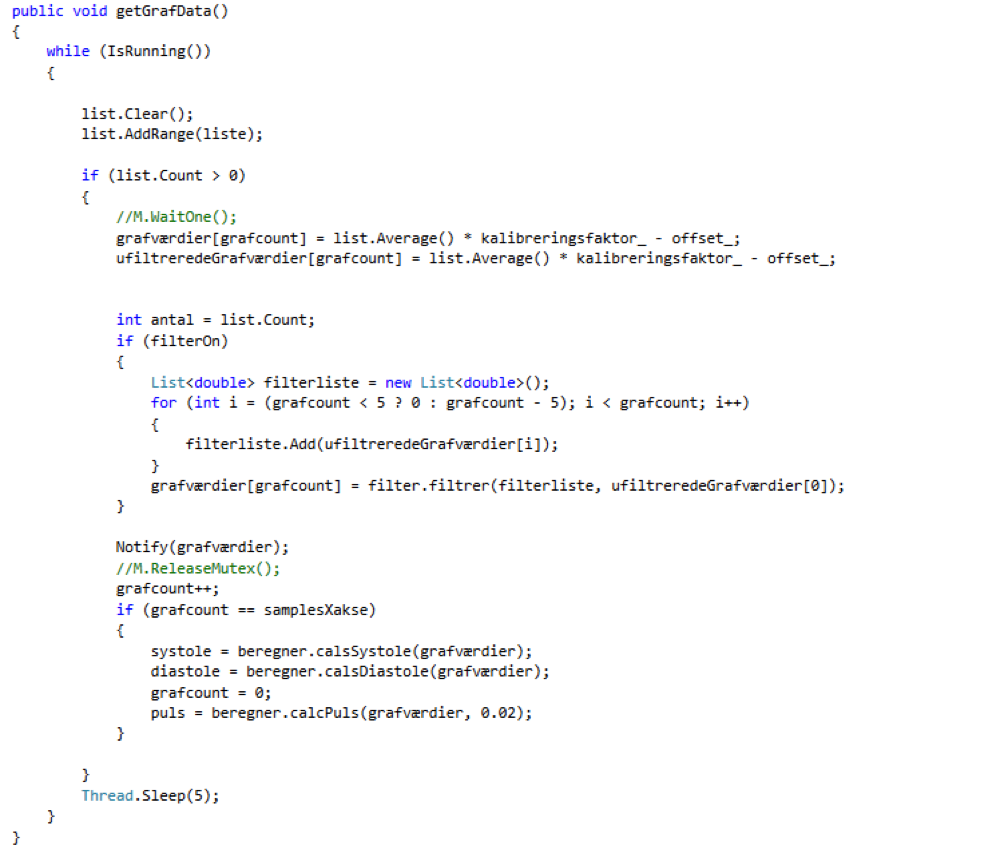 public void getGrafData()
{
    while (IsRunning())
    {

        list.Clear();
        list.AddRange(liste);

        if (list.Count > 0)
        {
            //M.WaitOne();
            grafværdier[grafcount] = list.Average() * kalibreringsfaktor_ - offset_;
            ufiltreredeGrafværdier[grafcount] = list.Average() * kalibreringsfaktor_ - offset_;


            int antal = list.Count;
            if (filterOn)
            {
                List<double> filterliste = new List<double>();
                for (int i = (grafcount < 5 ? 0 : grafcount - 5); i < grafcount; i++)
                {
                    filterliste.Add(ufiltreredeGrafværdier[i]);
                }
                grafværdier[grafcount] = filter.filtrer(filterliste, ufiltreredeGrafværdier[0]);
            }

            Notify(grafværdier);
            //M.ReleaseMutex();
            grafcount++;
            if (grafcount == samplesXakse)
            {
                systole = beregner.calsSystole(grafværdier);
                diastole = beregner.calsDiastole(grafværdier);
                grafcount = 0;
                puls = beregner.calcPuls(grafværdier, 0.02);
            }

        }
        Thread.Sleep(5);
    }
}